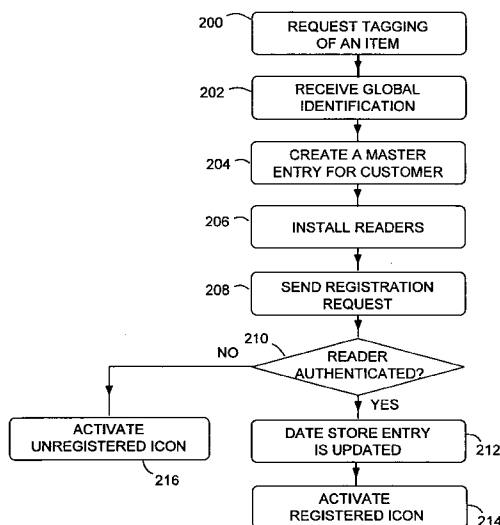 200
REQUEST TAGGING
OF AN ITEM
202
RECEIVE GLOBAL
IDENTIFICATION
204
CREATE A MASTER
ENTRY FOR CUSTOMER
206
INSTALL READERS
208
SEND REGISTRATION
REQUEST
210
NO
READER
AUTHENTICATED?
YES
ACTIVATE
UNREGISTERED ICON
216
DATE STORE ENTRY
IS UPDATED
212
ACTIVATE
REGISTERED ICON
214